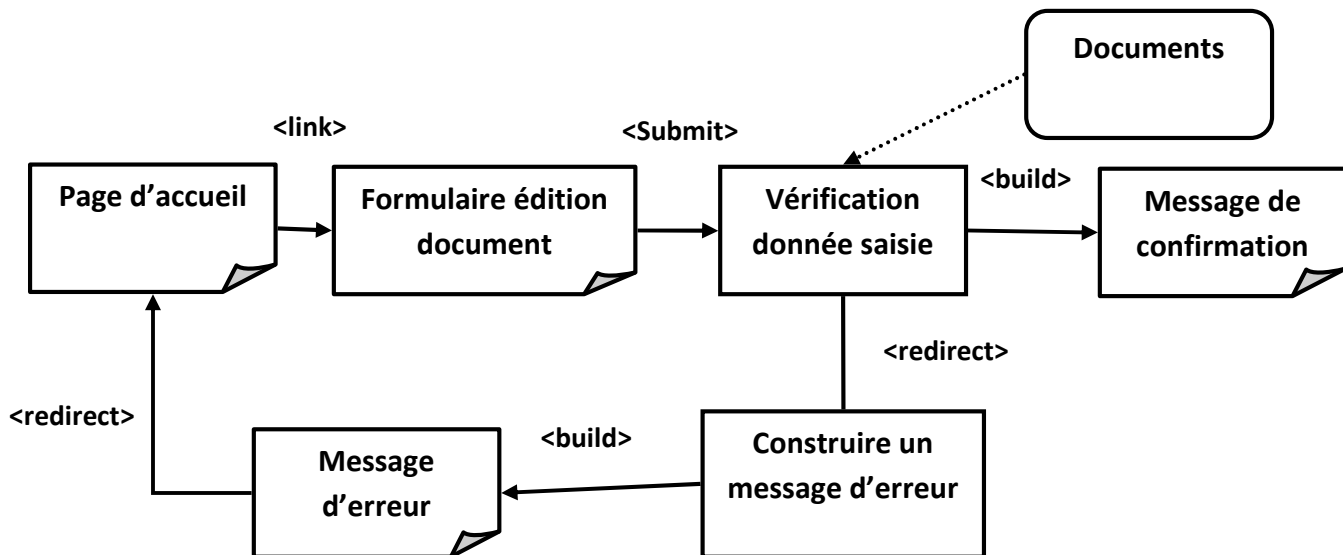 Documents
<link>
<Submit>
<build>
Page d’accueil
Formulaire édition
document
Vérification
donnée saisie
Message de
confirmation
<redirect>
<redirect>
<build>
Message
d’erreur
Construire un
message d’erreur